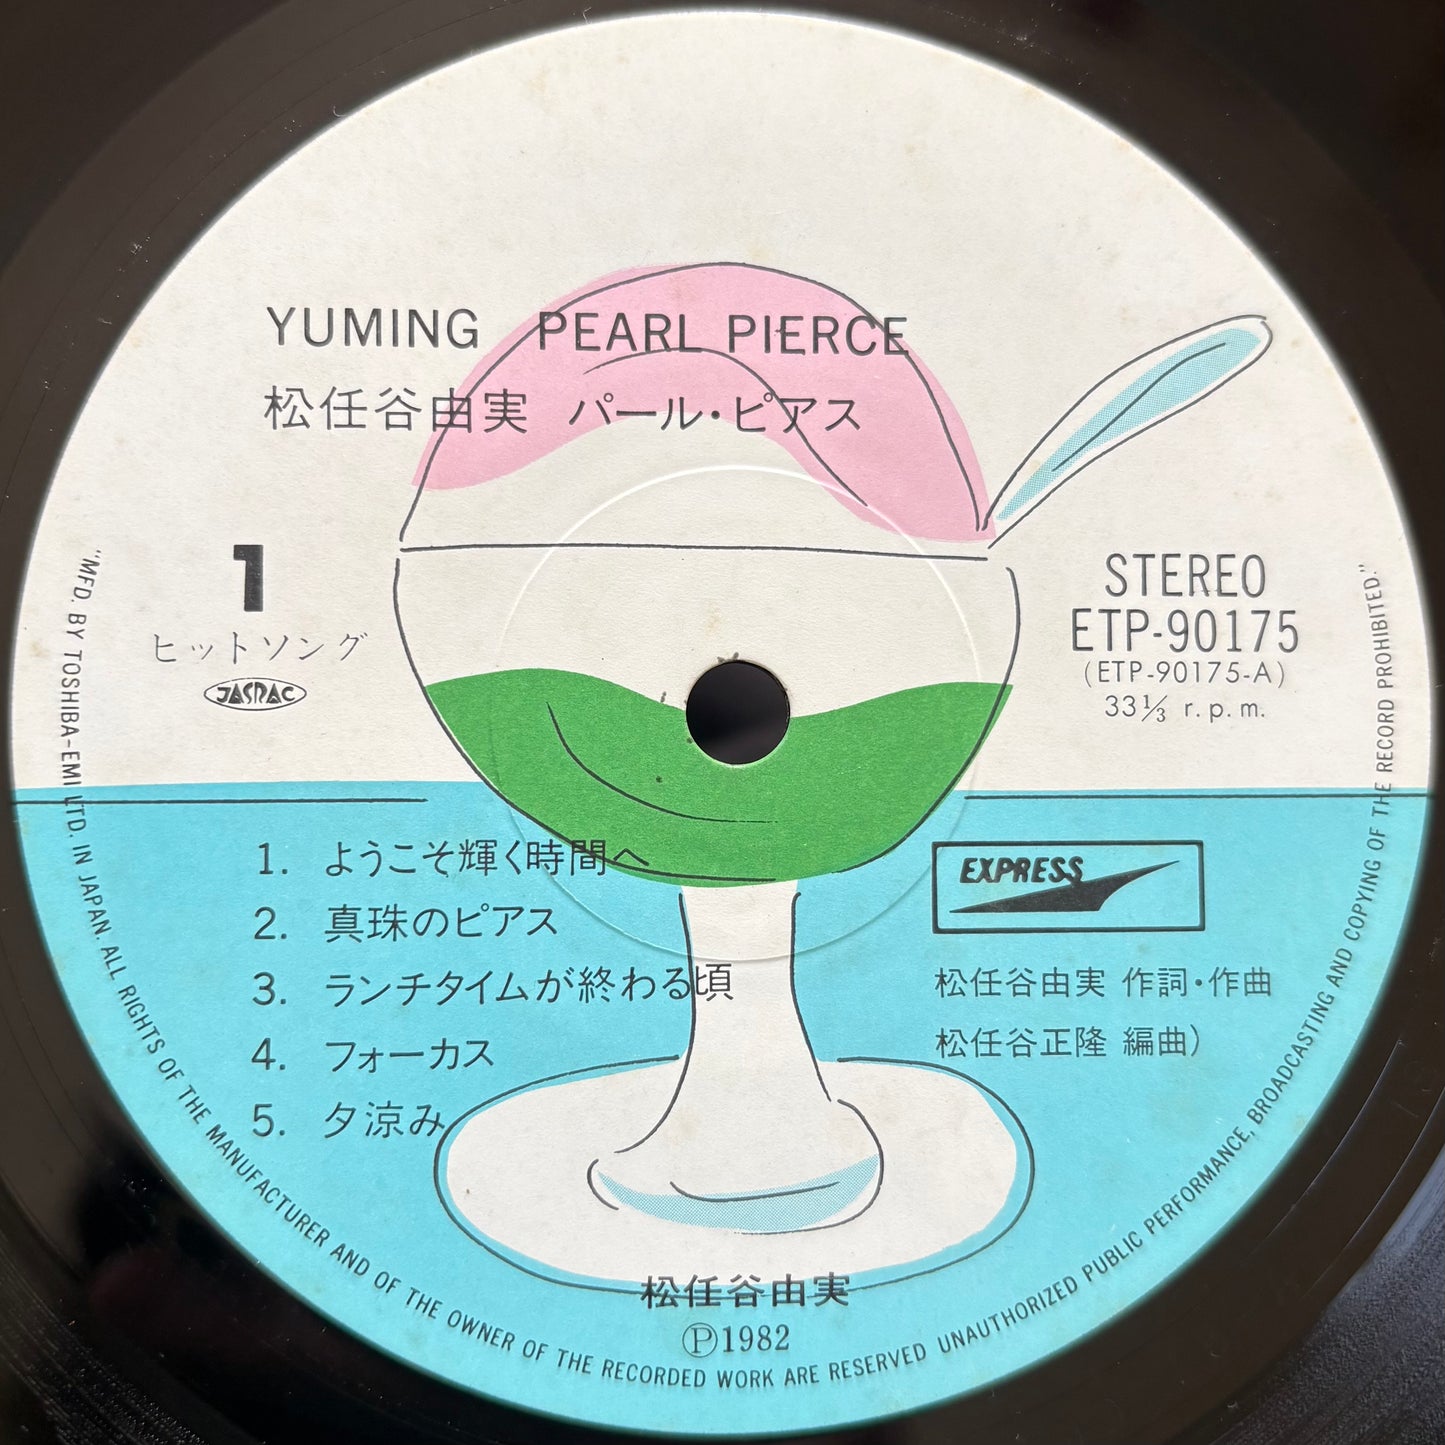 YUMING PEARL PIERCE
松任谷由実 パール・ピアス
1
ヒットソング
JASRAC
STEREO
ETP-90175
(ETP-90175-A)
33⅓ r.p.m.
1. ようこそ輝く時間へ
2. 真珠のピアス
3. ランチタイムが終わる頃
4. フォーカス
5. 夕涼み
EXPRESS
松任谷由実 作詞・作曲
松任谷正隆 編曲)
松任谷由実
Ⓟ1982
"MFD. BY TOSHIBA-EMI LTD. IN JAPAN. ALL RIGHTS OF THE MANUFACTURER AND OF THE OWNER OF THE RECORDED WORK ARE RESERVED UNAUTHORIZED PUBLIC PERFORMANCE, BROADCASTING AND COPYING OF THE RECORD PROHIBITED."